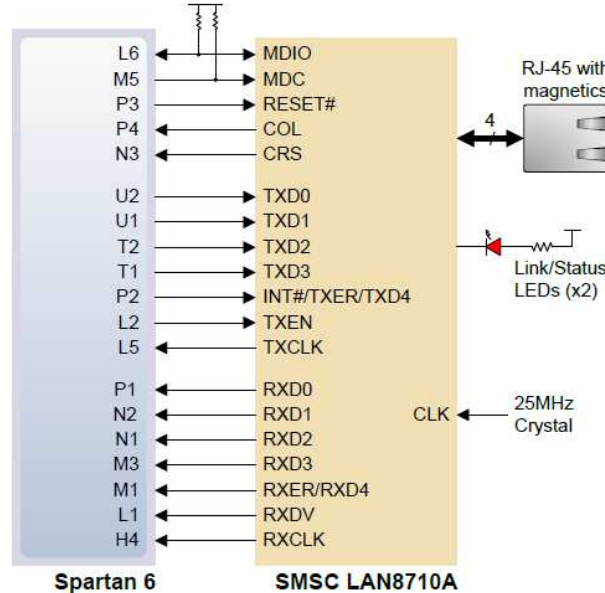 L6 MDIO
M5 MDC
P3 RESET#
P4 COL
N3 CRS
U2 TXD0
U1 TXD1
T2 TXD2
T1 TXD3
P2 INT#/TXER/TXD4
L2 TXEN
L5 TXCLK
P1 RXD0
N2 RXD1
N1 RXD2
M3 RXD3
M1 RXER/RXD4
L1 RXDV
H4 RXCLK
4
RJ-45 with
magnetics
Link/Status
LEDs (x2)
CLK
25MHz
Crystal
Spartan 6
SMSC LAN8710A